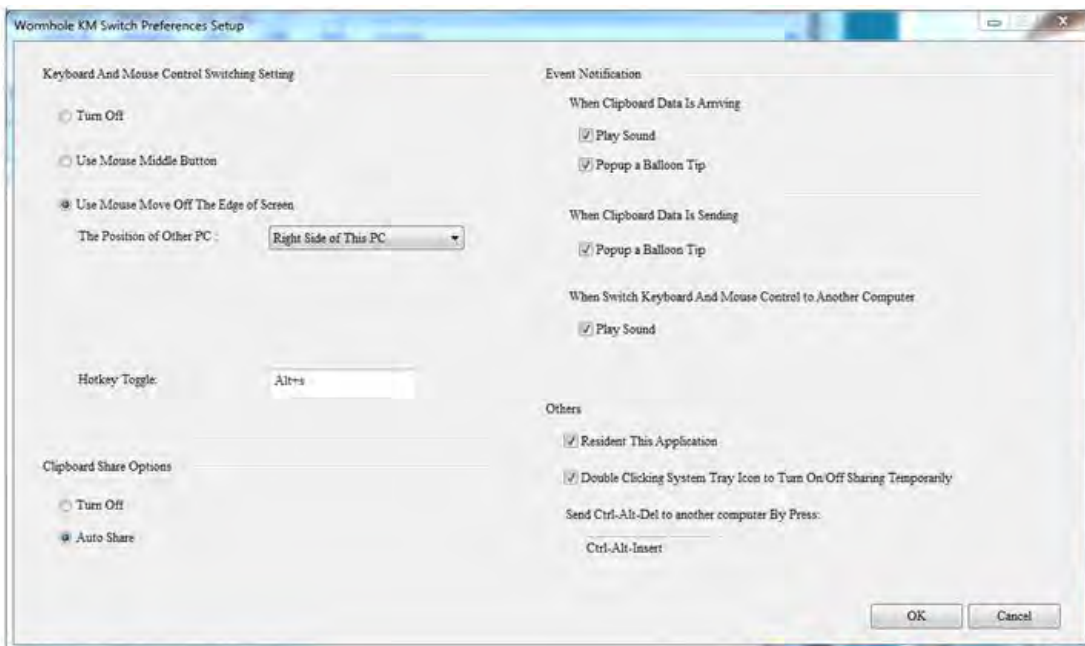 Wormhole KM Switch Preferences Setup
Keyboard And Mouse Control Switching Setting
Turn Off
Use Mouse Middle Button
Use Mouse Move Off The Edge of Screen
The Position of Other PC :
Right Side of This PC
Hotkey Toggle:
Alt+s
Clipboard Share Options
Turn Off
Auto Share
Event Notification
When Clipboard Data Is Arriving
Play Sound
Popup a Balloon Tip
When Clipboard Data Is Sending
Popup a Balloon Tip
When Switch Keyboard And Mouse Control to Another Computer
Play Sound
Others
Resident This Application
Double Clicking System Tray Icon to Turn On/Off Sharing Temporarily
Send Ctrl-Alt-Del to another computer By Press:
Ctrl-Alt-Insert
OK
Cancel